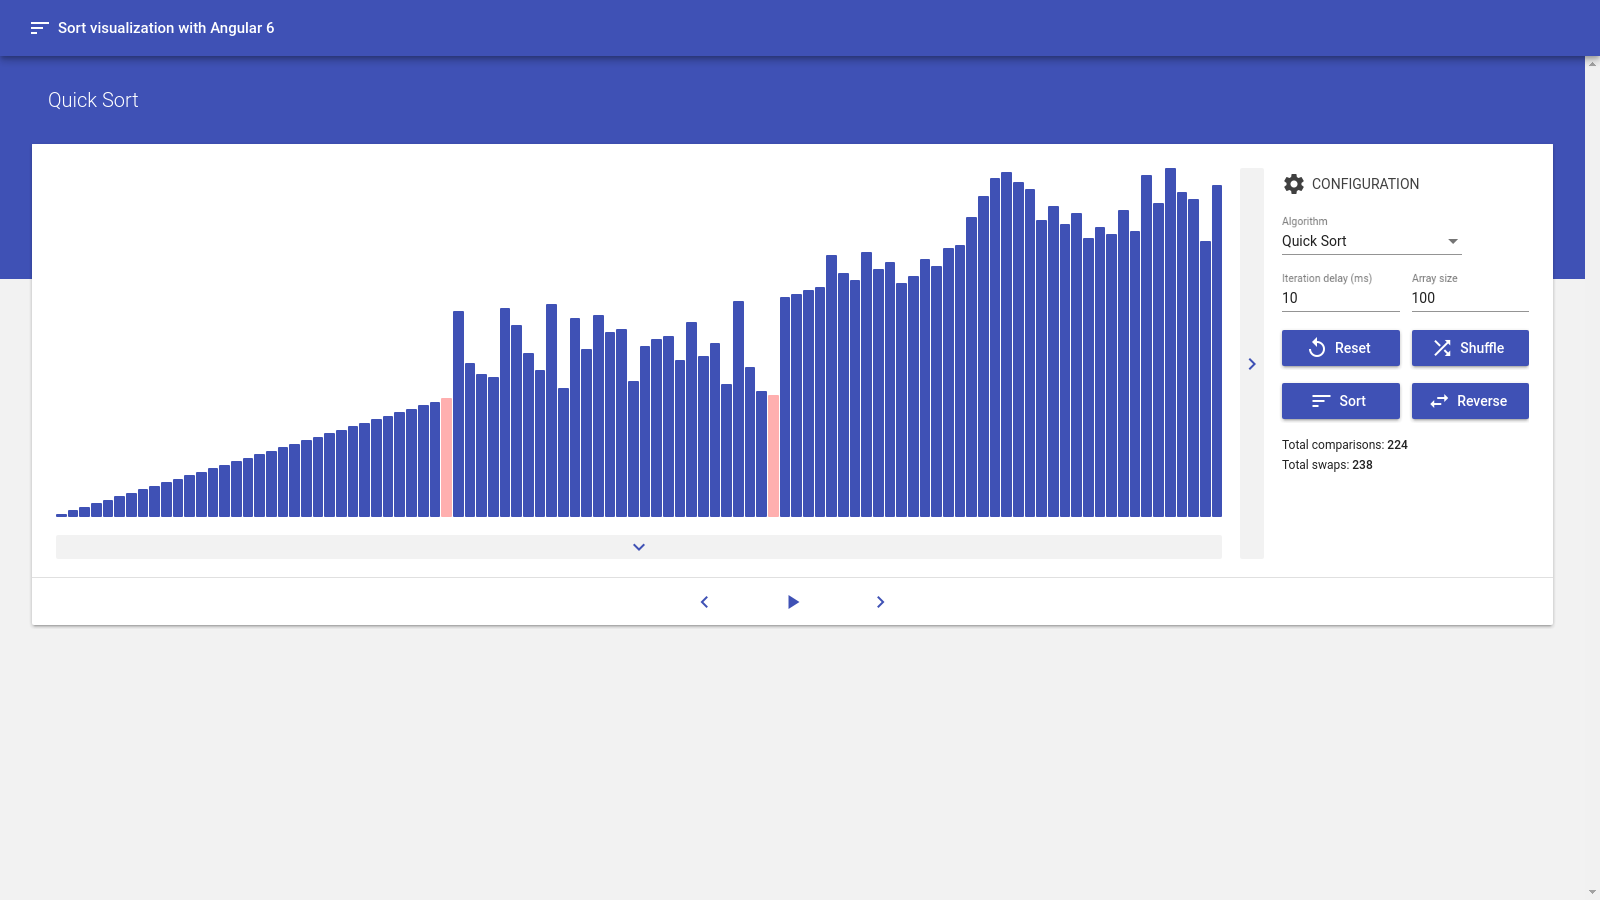 Sort visualization with Angular 6
Quick Sort
CONFIGURATION
Algorithm
Quick Sort
Iteration delay (ms)
Array size
10
100
Reset
Shuffle
Sort
Reverse
Total comparisons: 224
Total swaps: 238